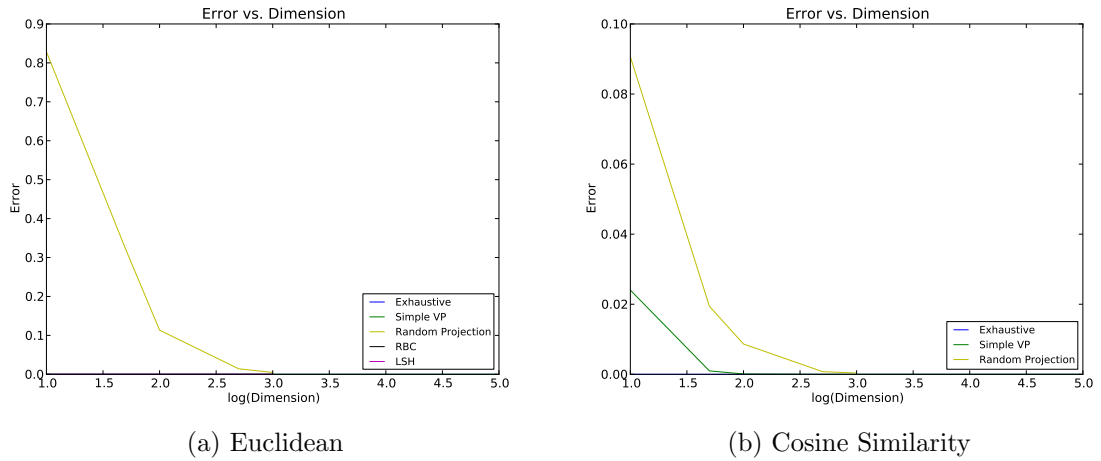 Error vs. Dimension
0.9
0.8
0.7
0.6
0.5
0.4
0.3
0.2
0.1
0.0
Error
1.0 1.5 2.0 2.5 3.0 3.5 4.0 4.5 5.0
log(Dimension)
Exhaustive
Simple VP
Random Projection
RBC
LSH
(a) Euclidean
Error vs. Dimension
0.10
0.08
0.06
0.04
0.02
0.00
Error
1.0 1.5 2.0 2.5 3.0 3.5 4.0 4.5 5.0
log(Dimension)
Exhaustive
Simple VP
Random Projection
(b) Cosine Similarity